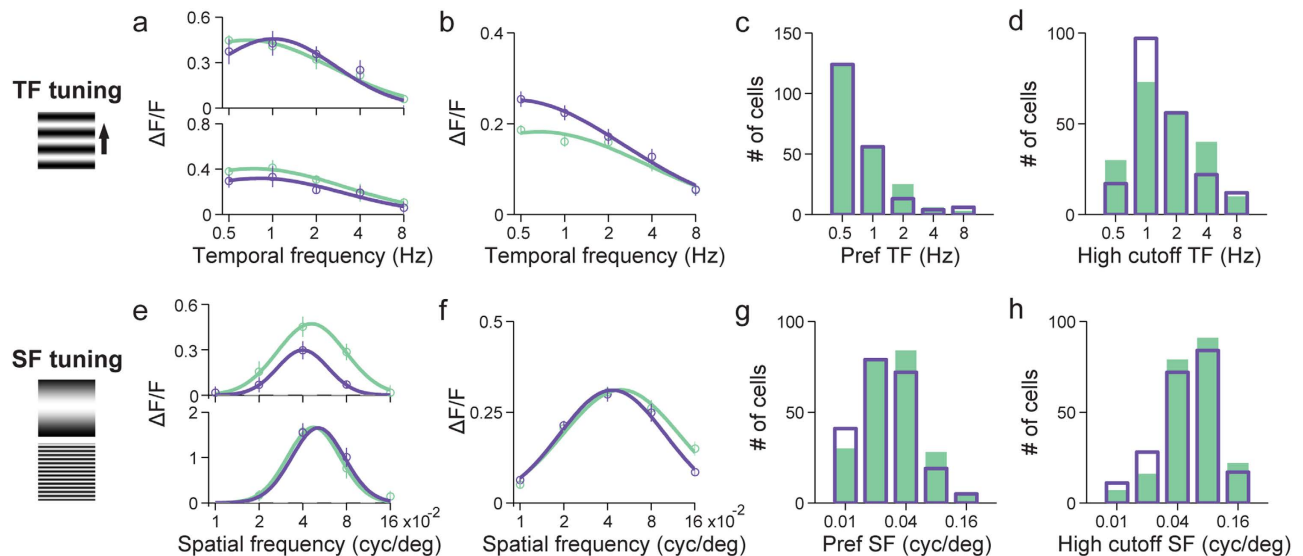 a
b
c
d
TF tuning
ΔF/F
0.6
0.3
0
0.8
0.4
0
0.5 1 2 4 8
Temporal frequency (Hz)
ΔF/F
0.4
0.2
0
0.5 1 2 4 8
Temporal frequency (Hz)
# of cells
150
100
50
0
0.5 1 2 4 8
Pref TF (Hz)
# of cells
100
50
0
0.5 1 2 4 8
High cutoff TF (Hz)
e
f
g
h
SF tuning
ΔF/F
0.6
0.3
0
2
1
0
1 2 4 8 16 x10-2
Spatial frequency (cyc/deg)
ΔF/F
0.5
0.25
0
1 2 4 8 16 x10-2
Spatial frequency (cyc/deg)
# of cells
100
50
0
0.01 0.04 0.16
Pref SF (cyc/deg)
# of cells
100
50
0
0.01 0.04 0.16
High cutoff SF (cyc/deg)